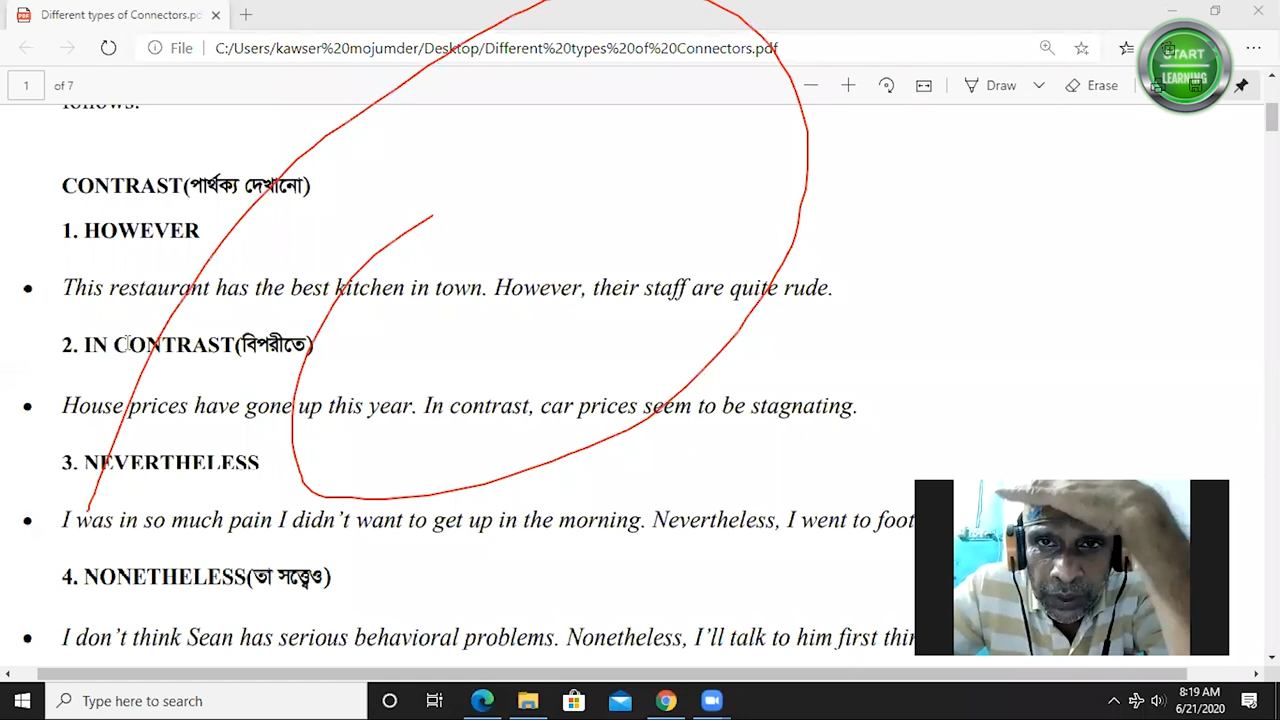 Different types of Connectors.pd
File
C:/Users/kawser%20mojumder/Desktop/Different%20types%20of%20Connectors.pdf
START
LEARNING
1 of 7
Draw
Erase
follows:
CONTRAST(পার্থক্য দেখানো)
1. HOWEVER
This restaurant has the best kitchen in town. However, their staff are quite rude.
2. IN CONTRAST(বিপরীতে)
House prices have gone up this year. In contrast, car prices seem to be stagnating.
3. NEVERTHELESS
I was in so much pain I didn’t want to get up in the morning. Nevertheless, I went to foot
4. NONETHELESS(তা সত্ত্বেও)
I don’t think Sean has serious behavioral problems. Nonetheless, I’ll talk to him first thin
Type here to search
8:19 AM
6/21/2020